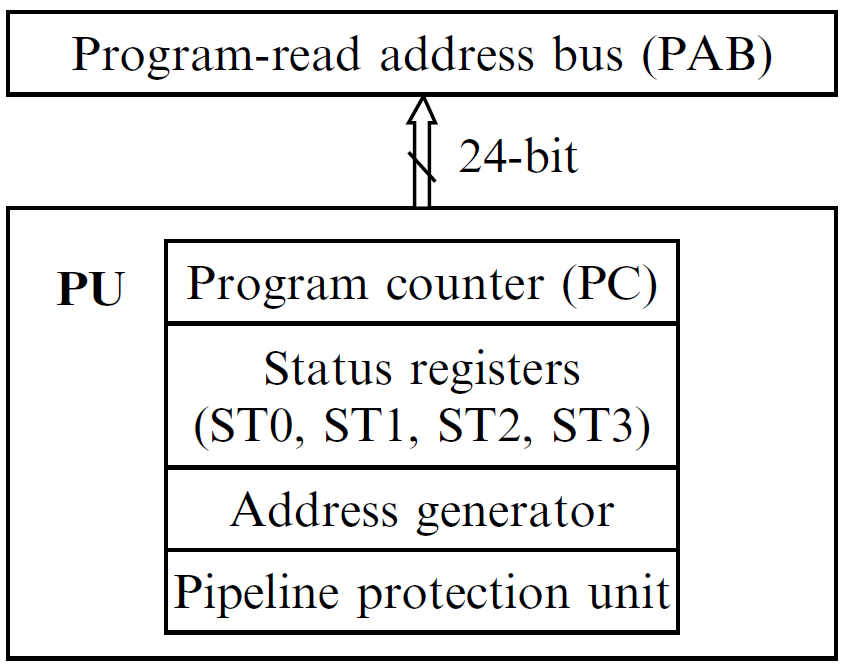 Program-read address bus (PAB)
24-bit
PU
Program counter (PC)
Status registers
(ST0, ST1, ST2, ST3)
Address generator
Pipeline protection unit